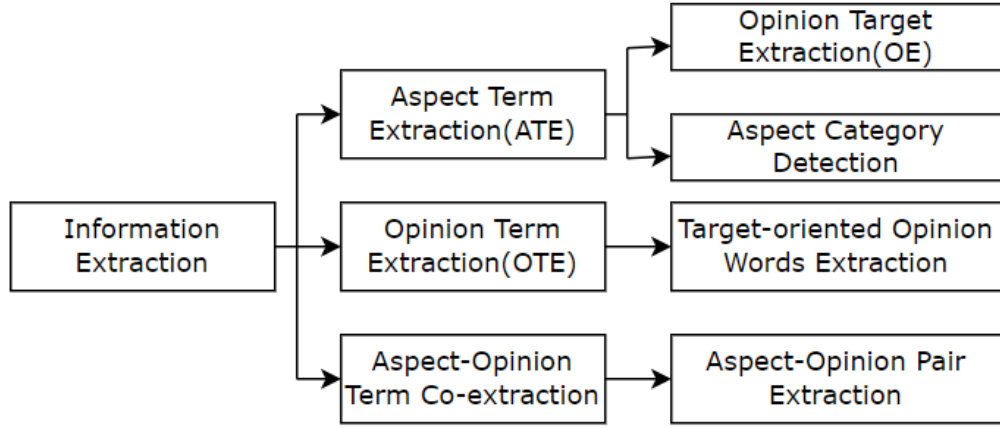 Opinion Target
Extraction(OE)
Aspect Term
Extraction(ATE)
Aspect Category
Detection
Information
Extraction
Opinion Term
Extraction(OTE)
Target-oriented Opinion
Words Extraction
Aspect-Opinion
Term Co-extraction
Aspect-Opinion Pair
Extraction